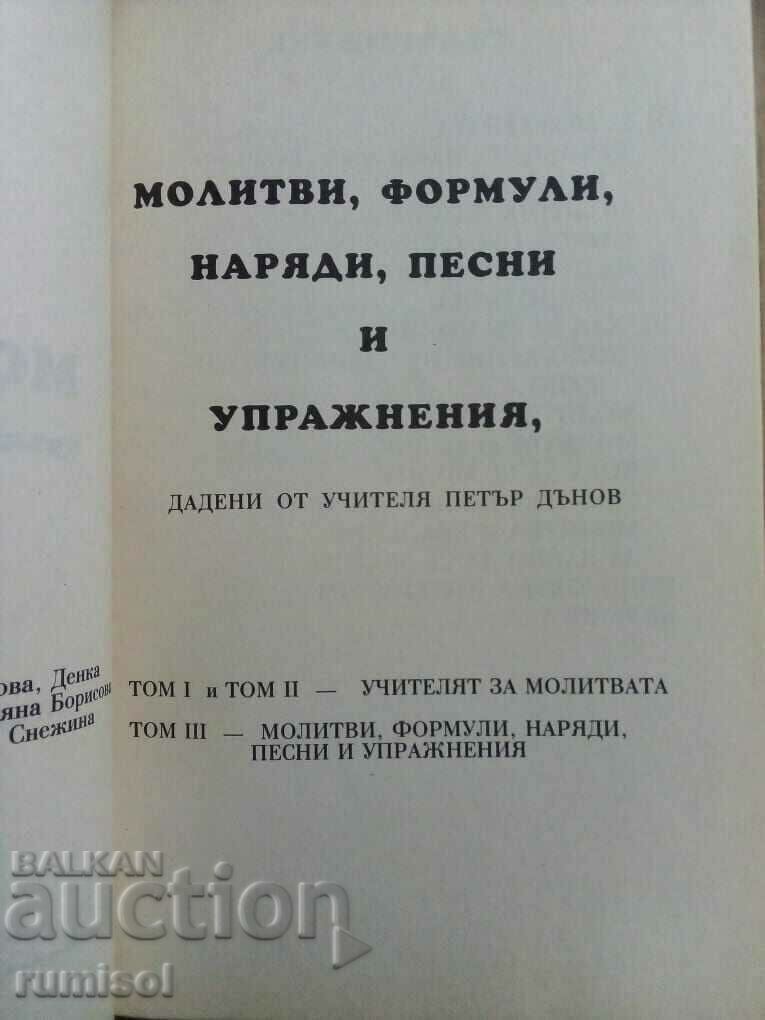 МОЛИТВИ, ФОРМУЛИ,
НАРЯДИ, ПЕСНИ
И
УПРАЖНЕНИЯ,
ДАДЕНИ ОТ УЧИТЕЛЯ ПЕТЪР ДЪНОВ
ова, Денка
яна Борисова
Снежина
ТОМ I и ТОМ II — УЧИТЕЛЯТ ЗА МОЛИТВАТА
ТОМ III — МОЛИТВИ, ФОРМУЛИ, НАРЯДИ,
ПЕСНИ И УПРАЖНЕНИЯ
BALKAN
auction
rumisol